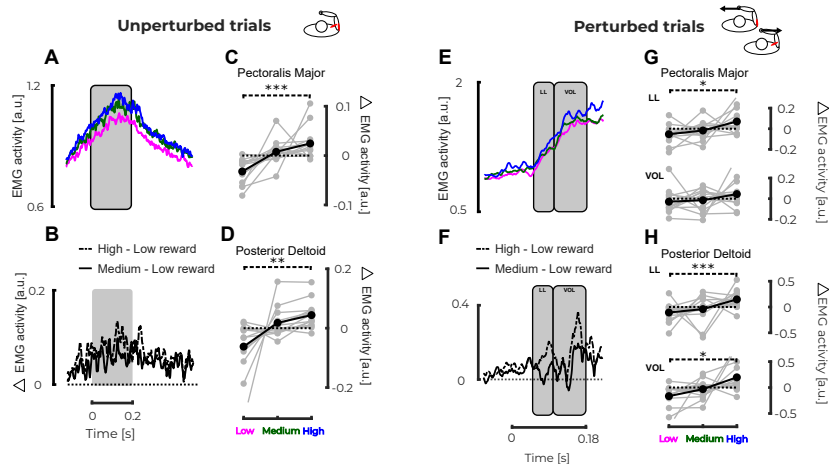 Unperturbed trials
Perturbed trials
A
EMG activity [a.u.]
1.2
0.6
B
High - Low reward
Medium - Low reward
△ EMG activity [a.u.]
0.2
0
0
0.2
Time [s]
C
Pectoralis Major
***
0.1
0
-0.1
△ EMG activity [a.u.]
D
Posterior Deltoid
**
0.2
0
-0.2
△ EMG activity [a.u.]
Low Medium High
E
EMG activity [a.u.]
2
0.5
LL VOL
F
High - Low reward
Medium - Low reward
LL VOL
0.4
0
0
0.18
Time [s]
G
Pectoralis Major
*
LL
0.2
0
-0.2
VOL
0.2
0
-0.2
△EMG activity [a.u.]
H
Posterior Deltoid
***
LL
0.5
0
-0.5
VOL
*
0.5
0
-0.5
△EMG activity [a.u.]
Low Medium High